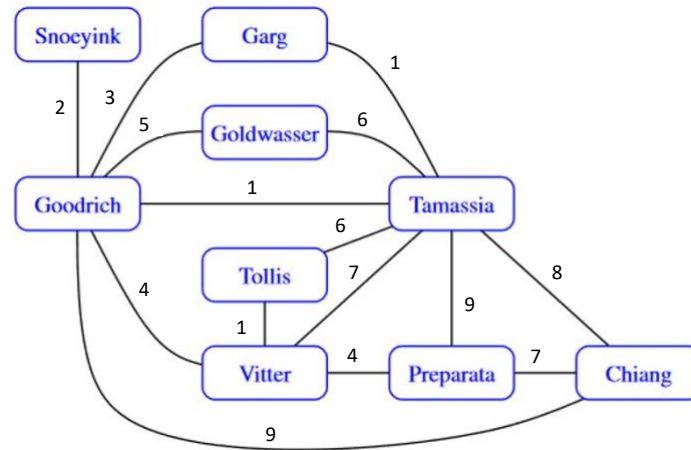 Snoeyink
Garg
1
2
3
5
Goldwasser
6
Goodrich
1
Tamassia
6
Tollis
7
8
4
9
1
Vitter
4
Preparata
7
Chiang
9